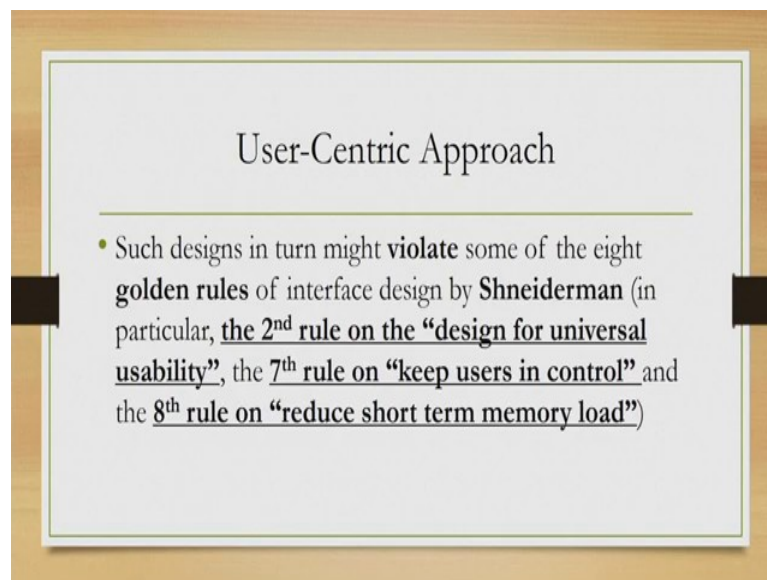 User-Centric Approach
• Such designs in turn might violate some of the eight
golden rules of interface design by Shneiderman (in
particular, the 2nd rule on the “design for universal
usability”, the 7th rule on “keep users in control” and
the 8th rule on “reduce short term memory load”)